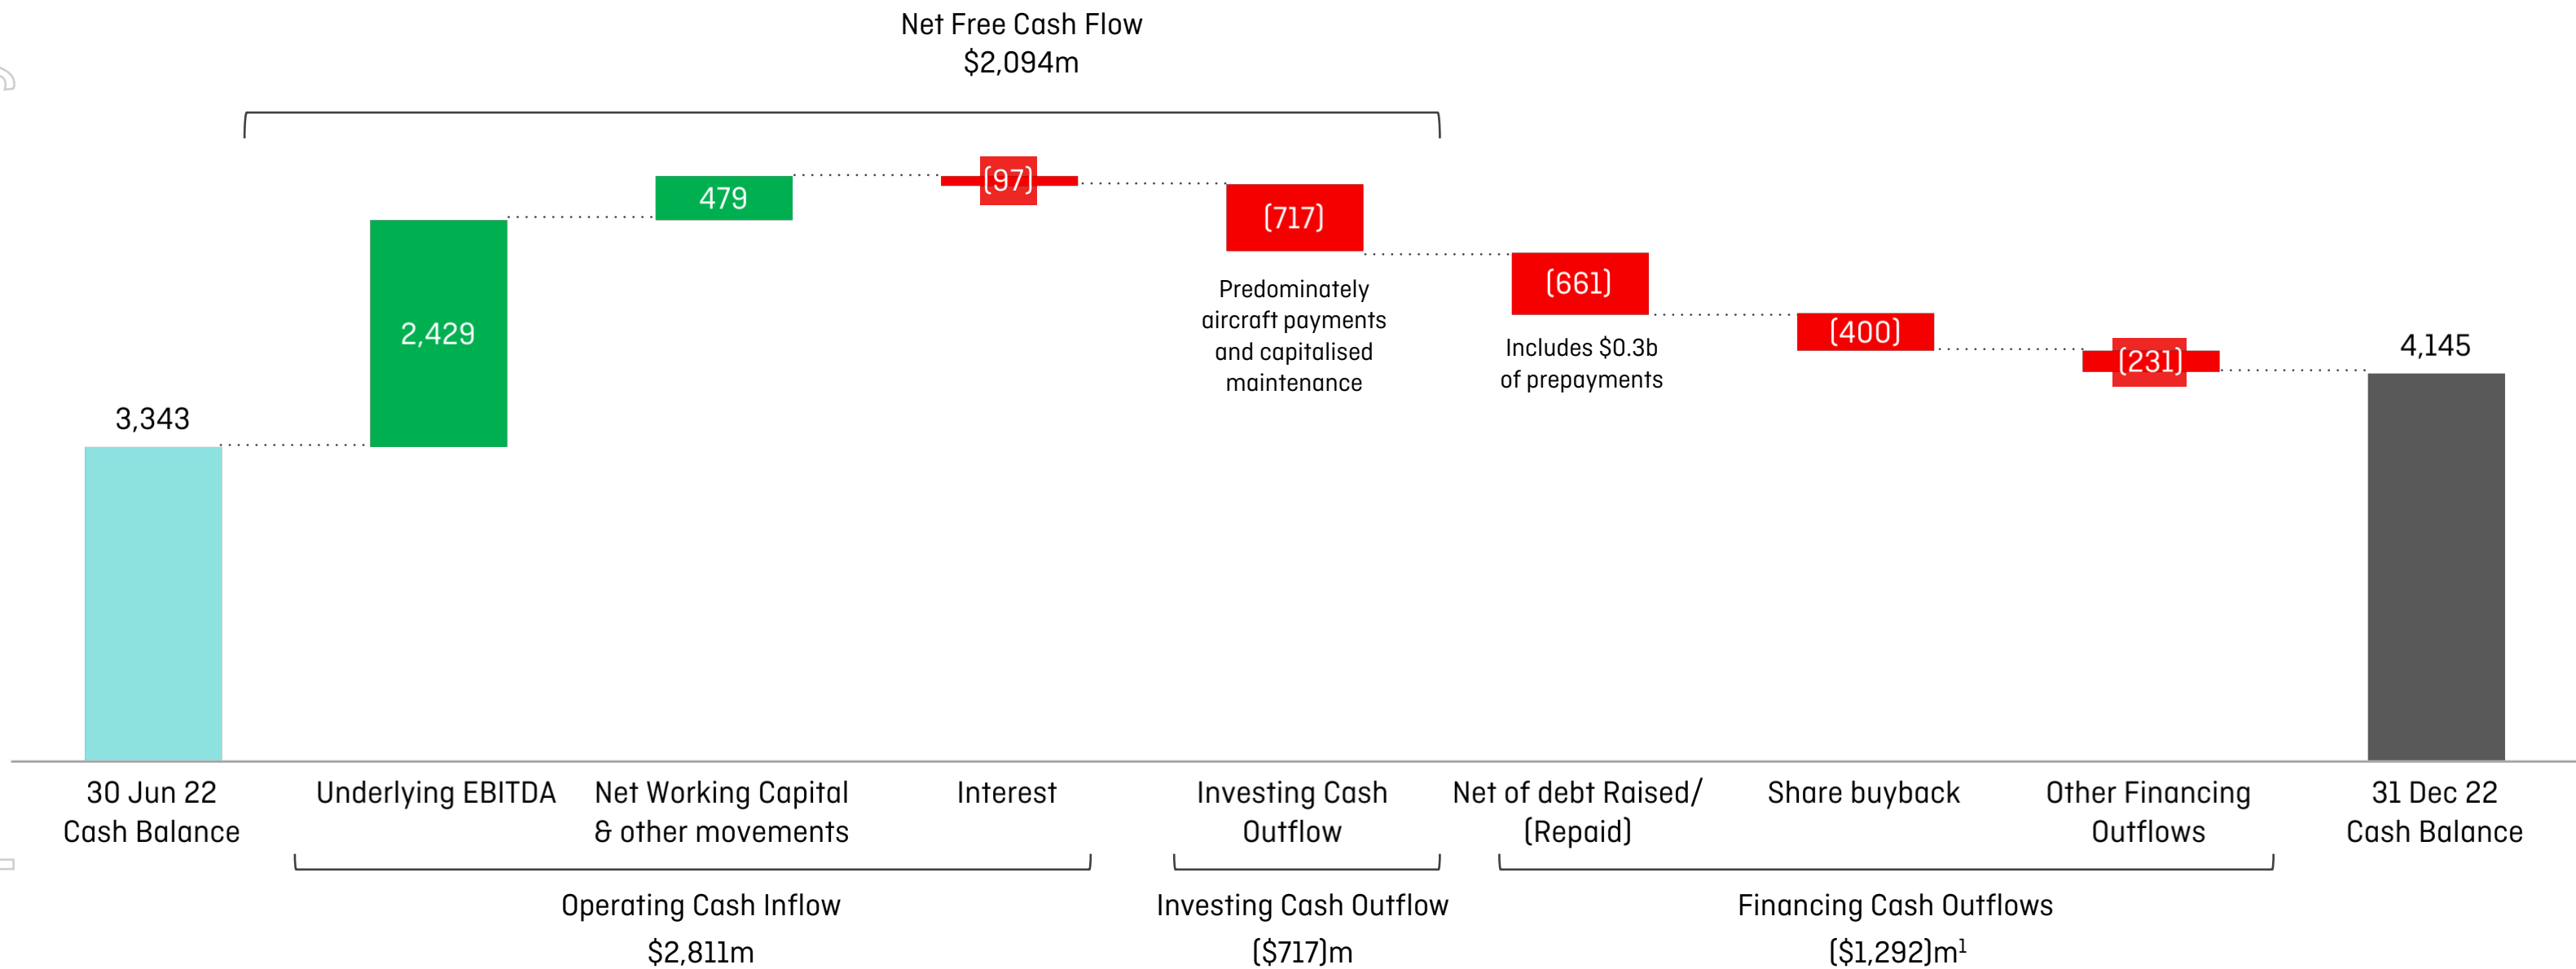 Net Free Cash Flow
$2,094m
3,343
2,429
479
(97)
(717)
Predominately
aircraft payments
and capitalised
maintenance
(661)
Includes $0.3b
of prepayments
(400)
(231)
4,145
30 Jun 22
Cash Balance
Underlying EBITDA
Net Working Capital
& other movements
Interest
Investing Cash
Outflow
Net of debt Raised/
(Repaid)
Share buyback
Other Financing
Outflows
31 Dec 22
Cash Balance
Operating Cash Inflow
$2,811m
Investing Cash Outflow
($717)m
Financing Cash Outflows
($1,292)m¹